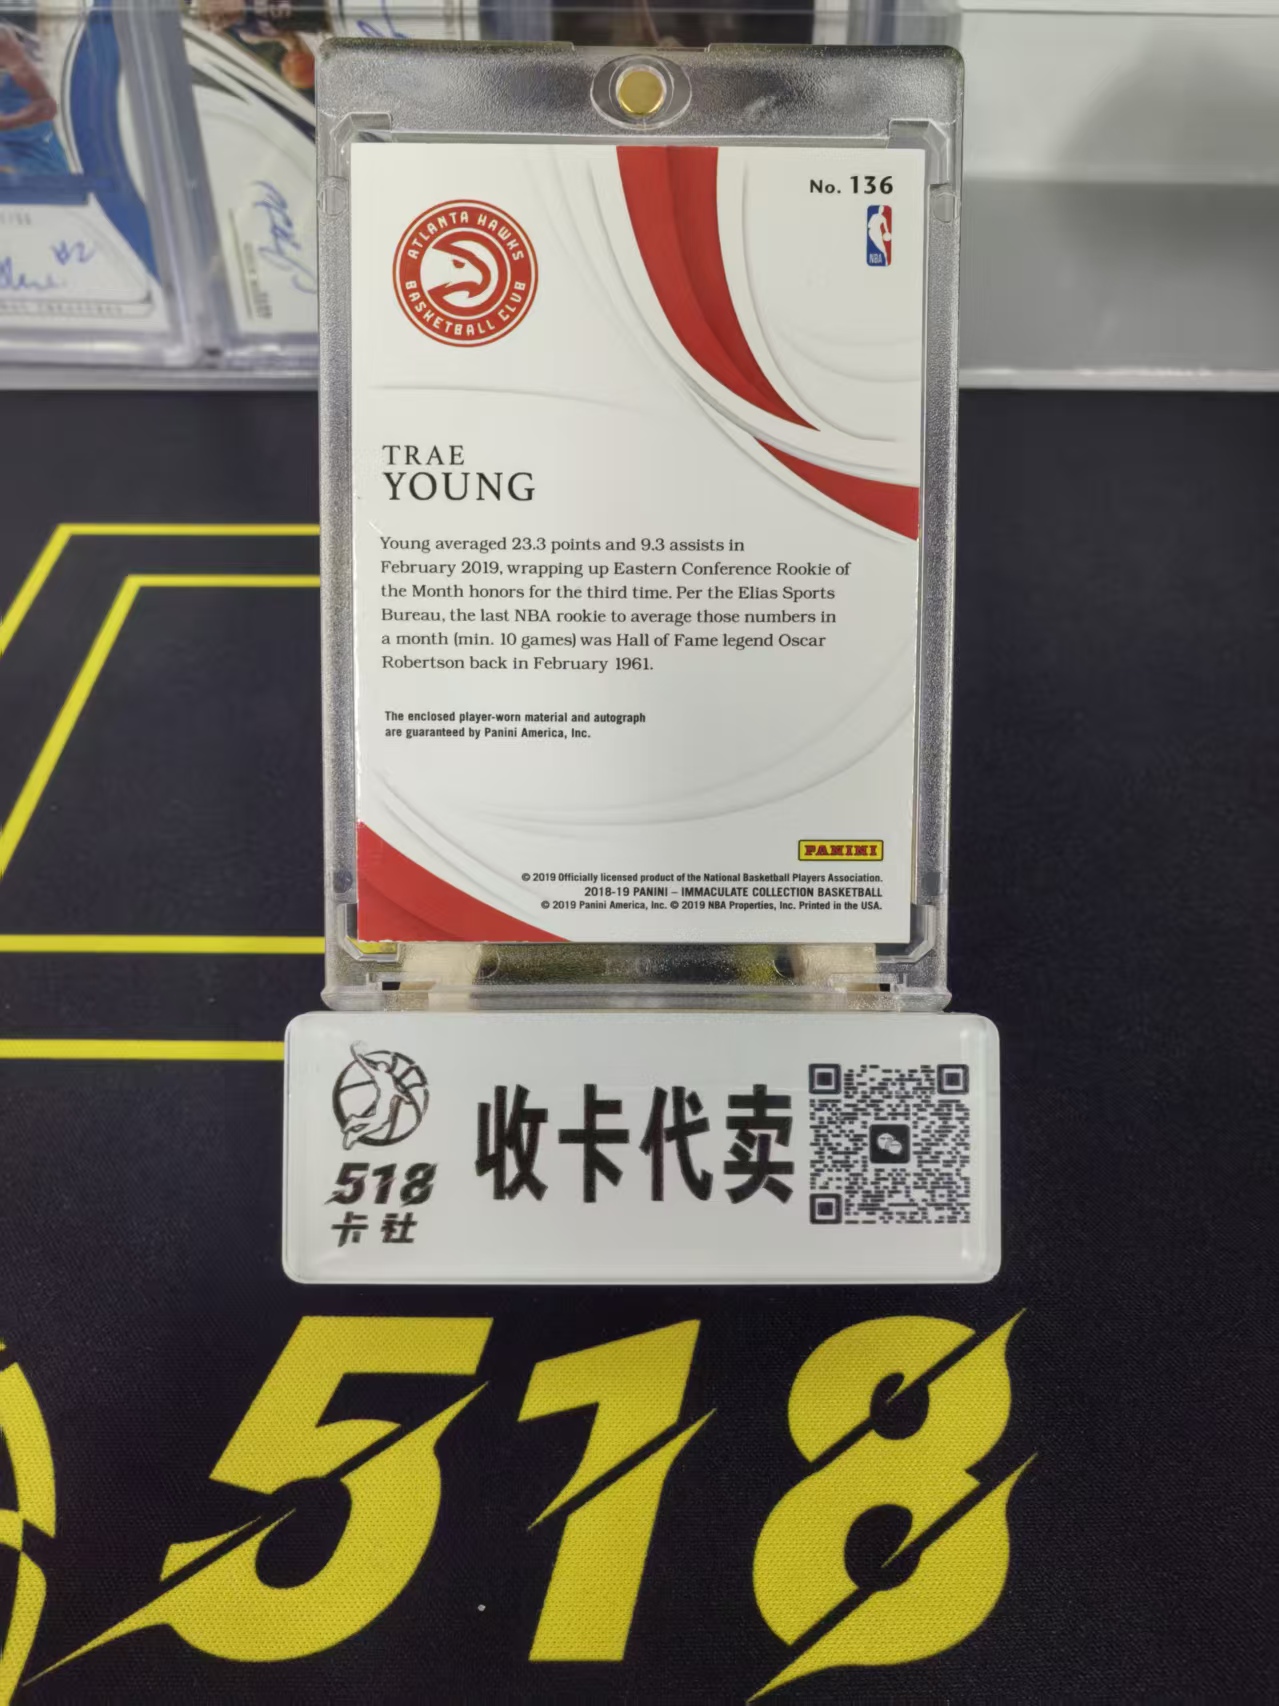 No. 136
NBA
ATLANTA HAWKS
BASKETBALL CLUB
TRAE
YOUNG
Young averaged 23.3 points and 9.3 assists in
February 2019, wrapping up Eastern Conference Rookie of
the Month honors for the third time. Per the Elias Sports
Bureau, the last NBA rookie to average those numbers in
a month (min. 10 games) was Hall of Fame legend Oscar
Robertson back in February 1961.
The enclosed player-worn material and autograph
are guaranteed by Panini America, Inc.
PANINI
© 2019 Officially licensed product of the National Basketball Players Association.
2018-19 PANINI – IMMACULATE COLLECTION BASKETBALL
© 2019 Panini America, Inc. © 2019 NBA Properties, Inc. Printed in the USA.
518
卡社
收卡代卖
518